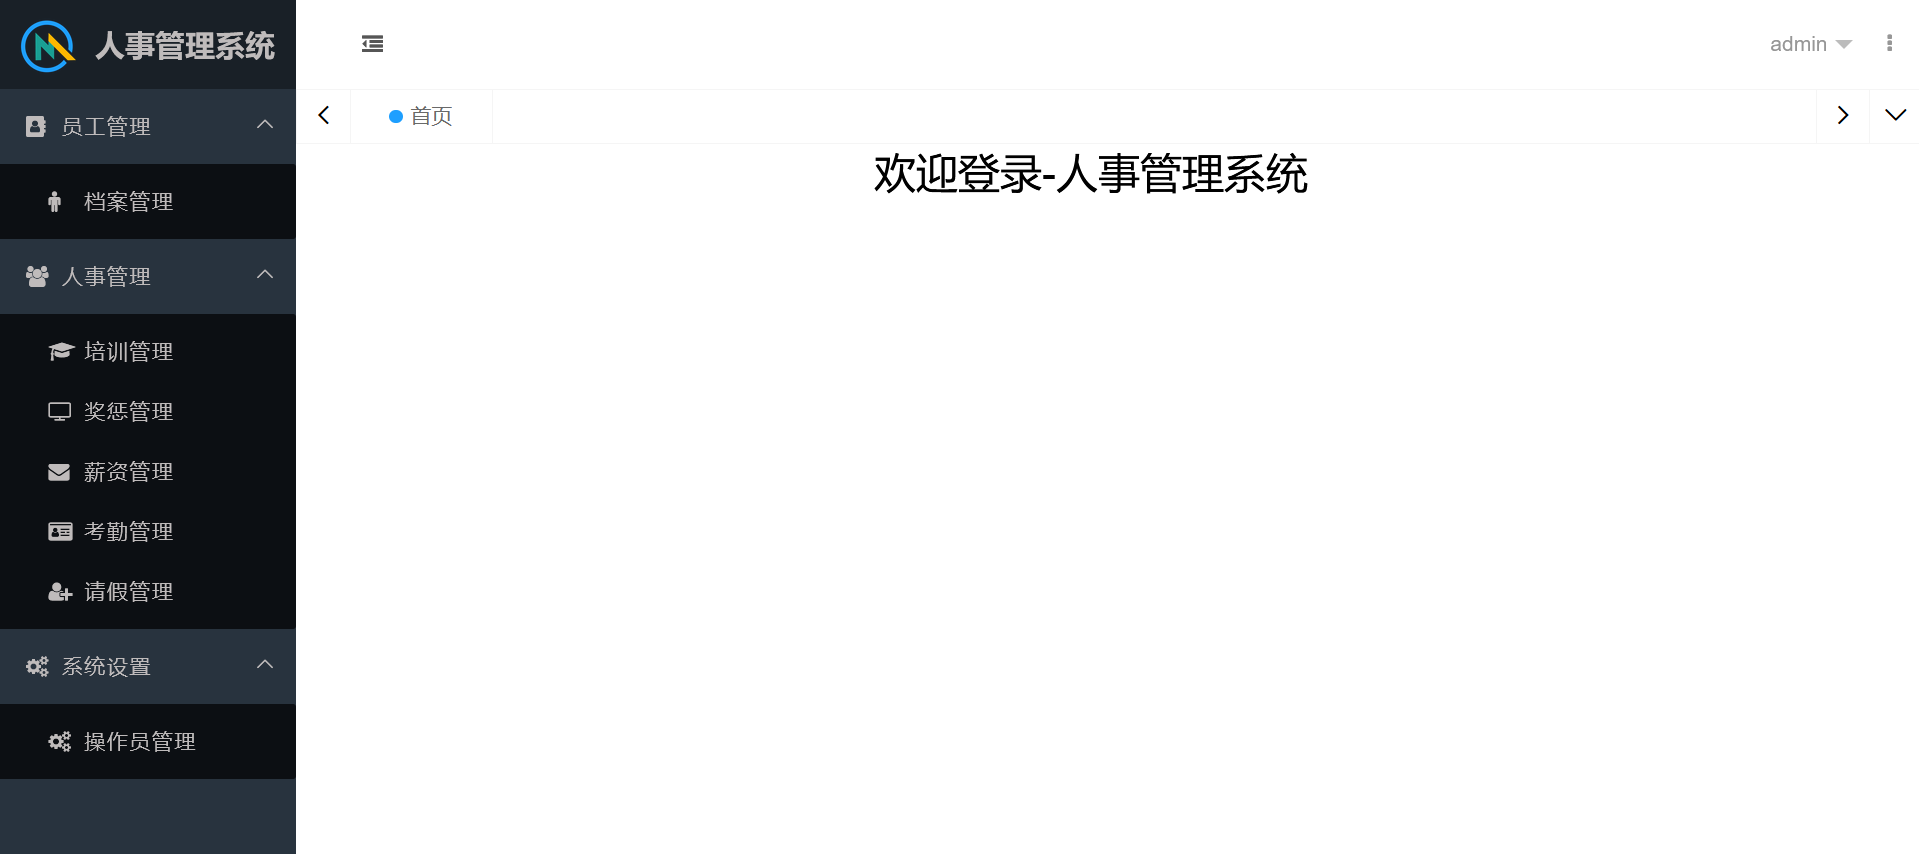 人事管理系统
admin
首页
欢迎登录-人事管理系统
员工管理
档案管理
人事管理
培训管理
奖惩管理
薪资管理
考勤管理
请假管理
系统设置
操作员管理